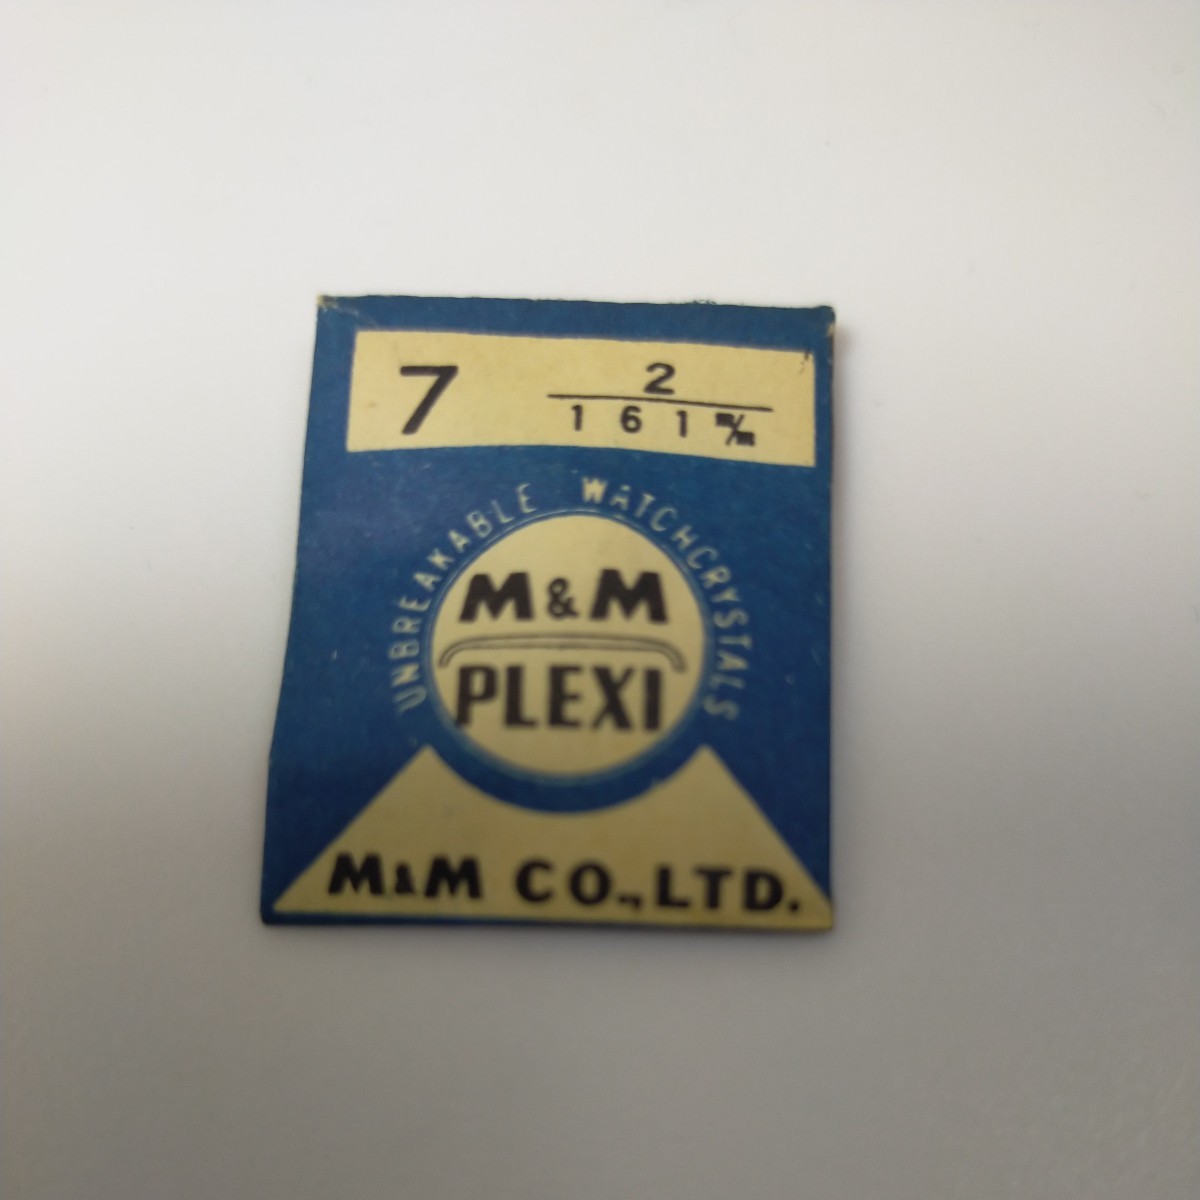 7
2
161 m/m
UNBREAKABLE WATCHCRYSTALS
M&M
PLEXI
M&M CO.,LTD.